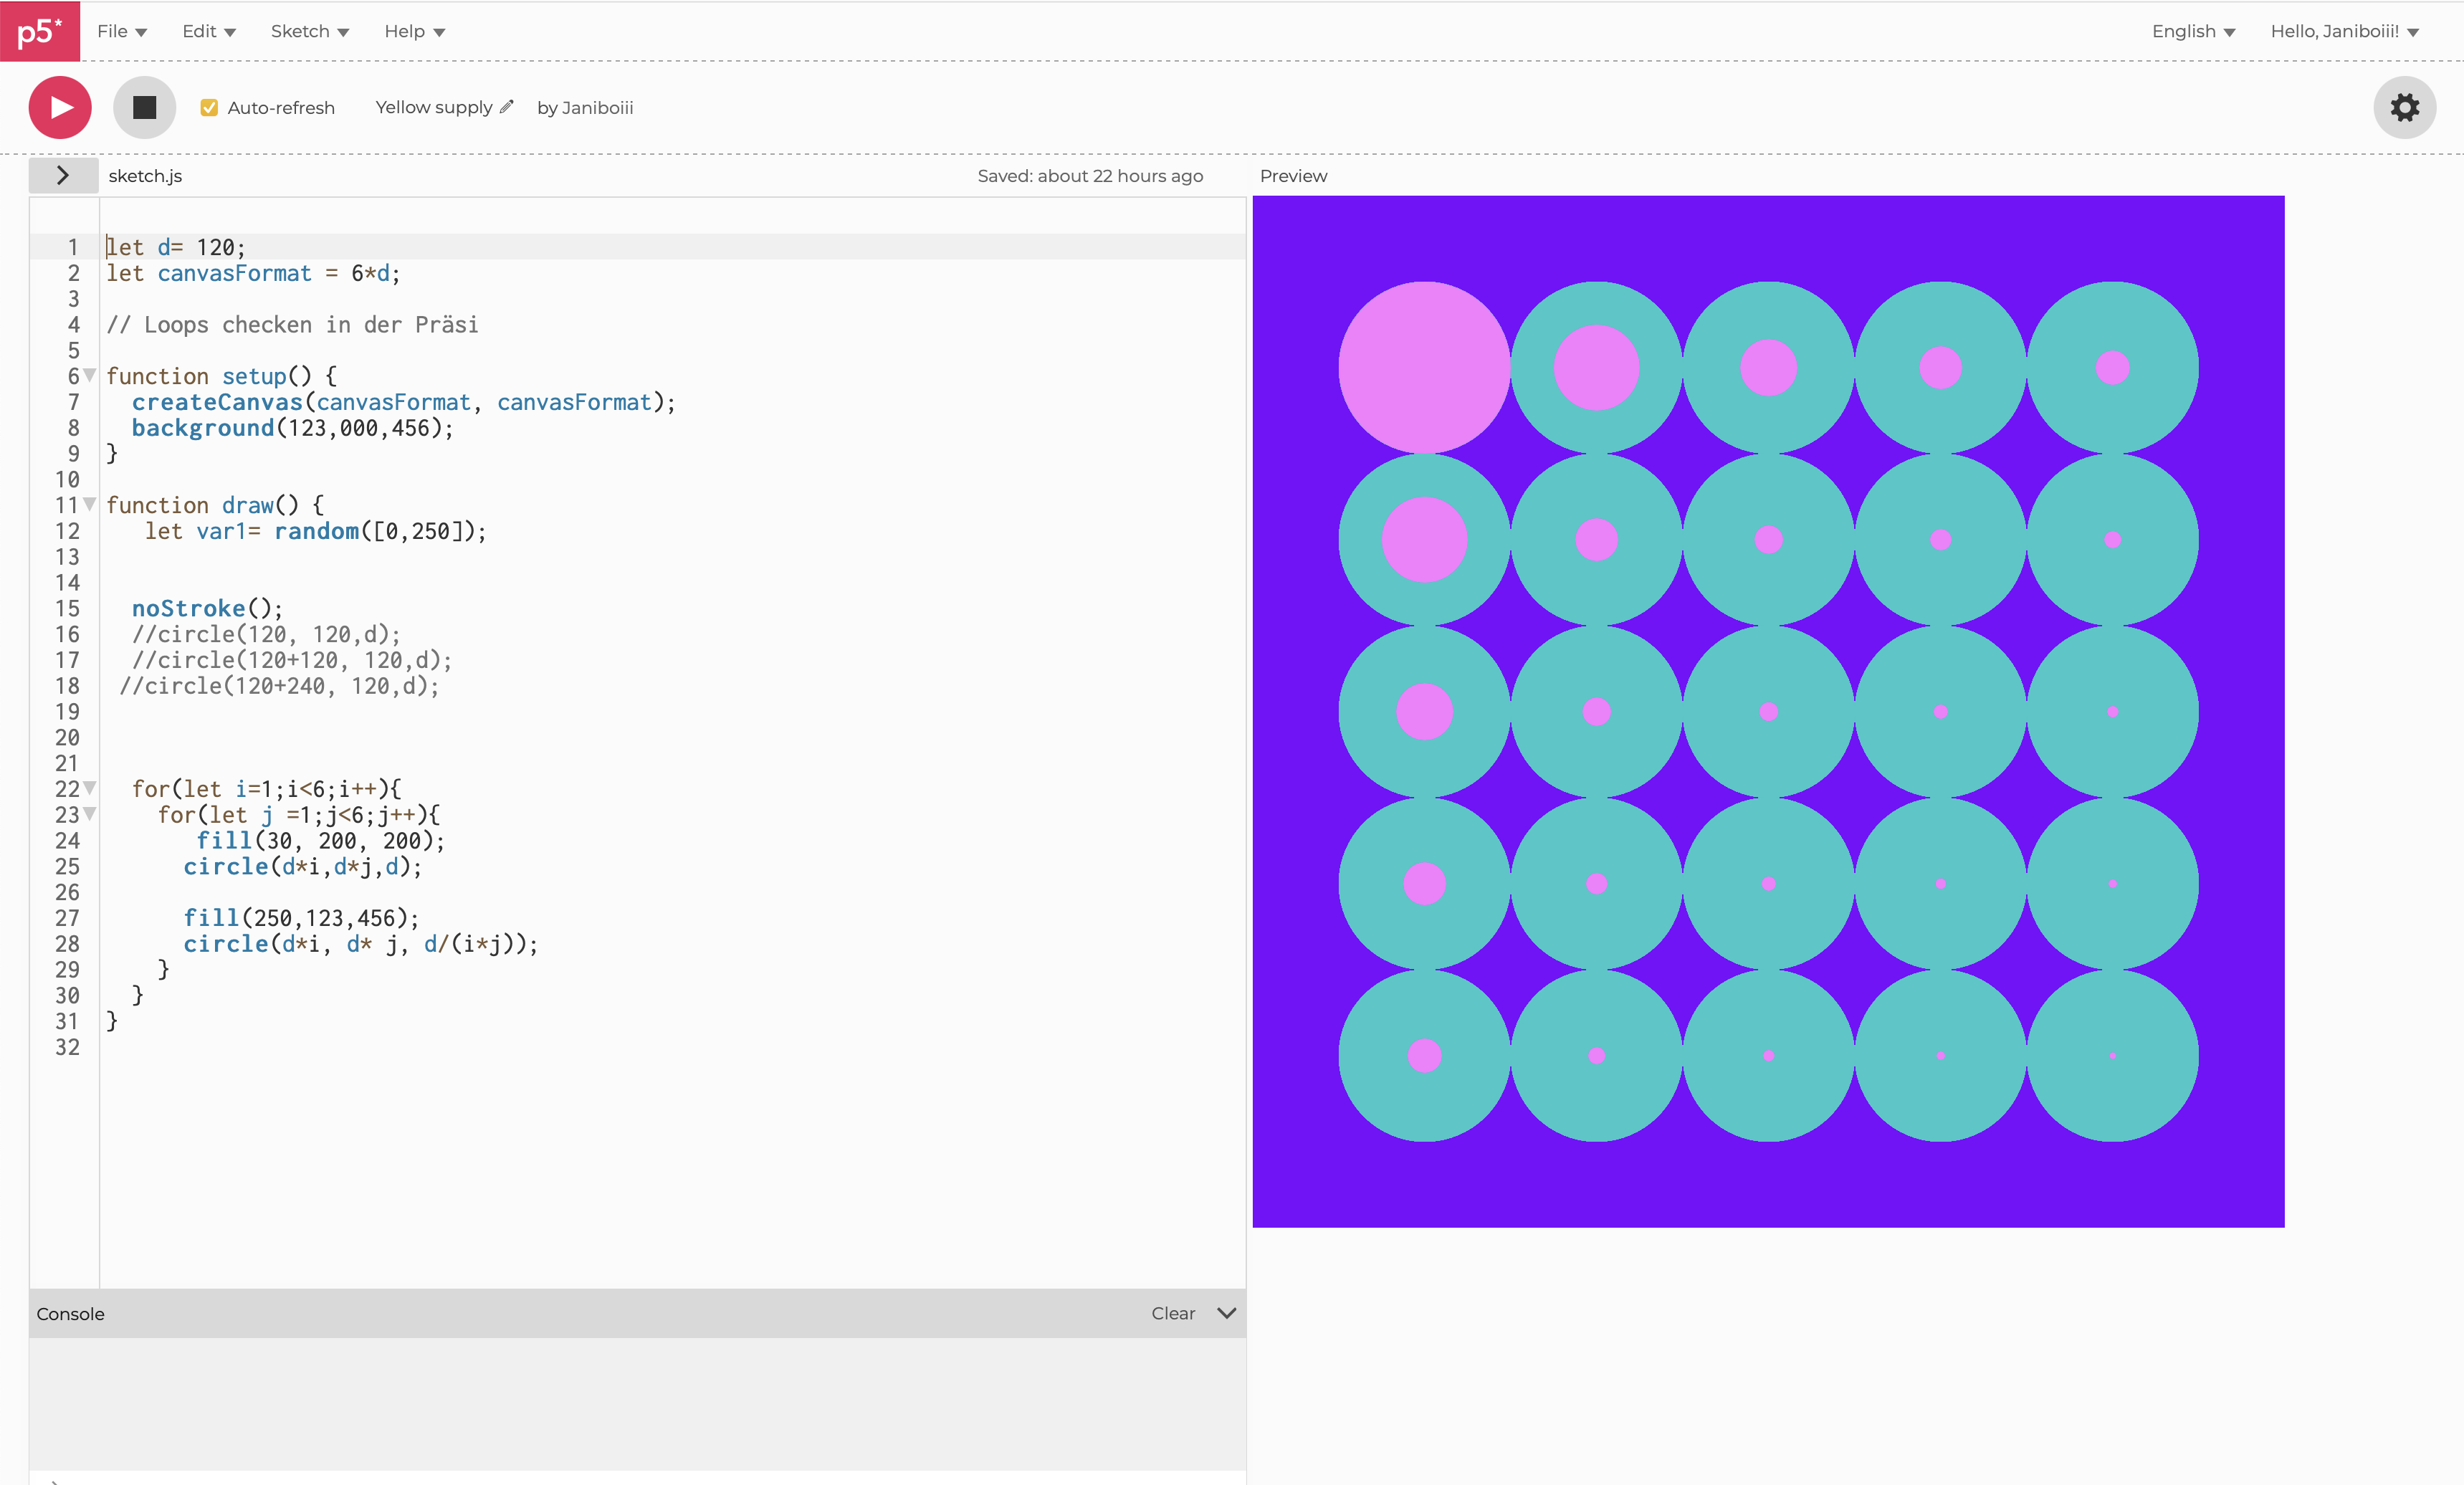 p5* File Edit Sketch Help English Hello, Janiboiii!
Auto-refresh Yellow supply by Janiboiii
sketch.js Saved: about 22 hours ago Preview
1 let d= 120;
2 let canvasFormat = 6*d;
3
4 // Loops checken in der Präsi
5
6 function setup() {
7 createCanvas(canvasFormat, canvasFormat);
8 background(123,000,456);
9 }
10
11 function draw() {
12 let var1= random([0,250]);
13
14
15 noStroke();
16 //circle(120, 120,d);
17 //circle(120+120, 120,d);
18 //circle(120+240, 120,d);
19
20
21
22 for(let i=1;i<6;i++){
23 for(let j =1;j<6;j++){
24 fill(30, 200, 200);
25 circle(d*i,d*j,d);
26
27 fill(250,123,456);
28 circle(d*i, d* j, d/(i*j));
29 }
30 }
31 }
32
Console Clear